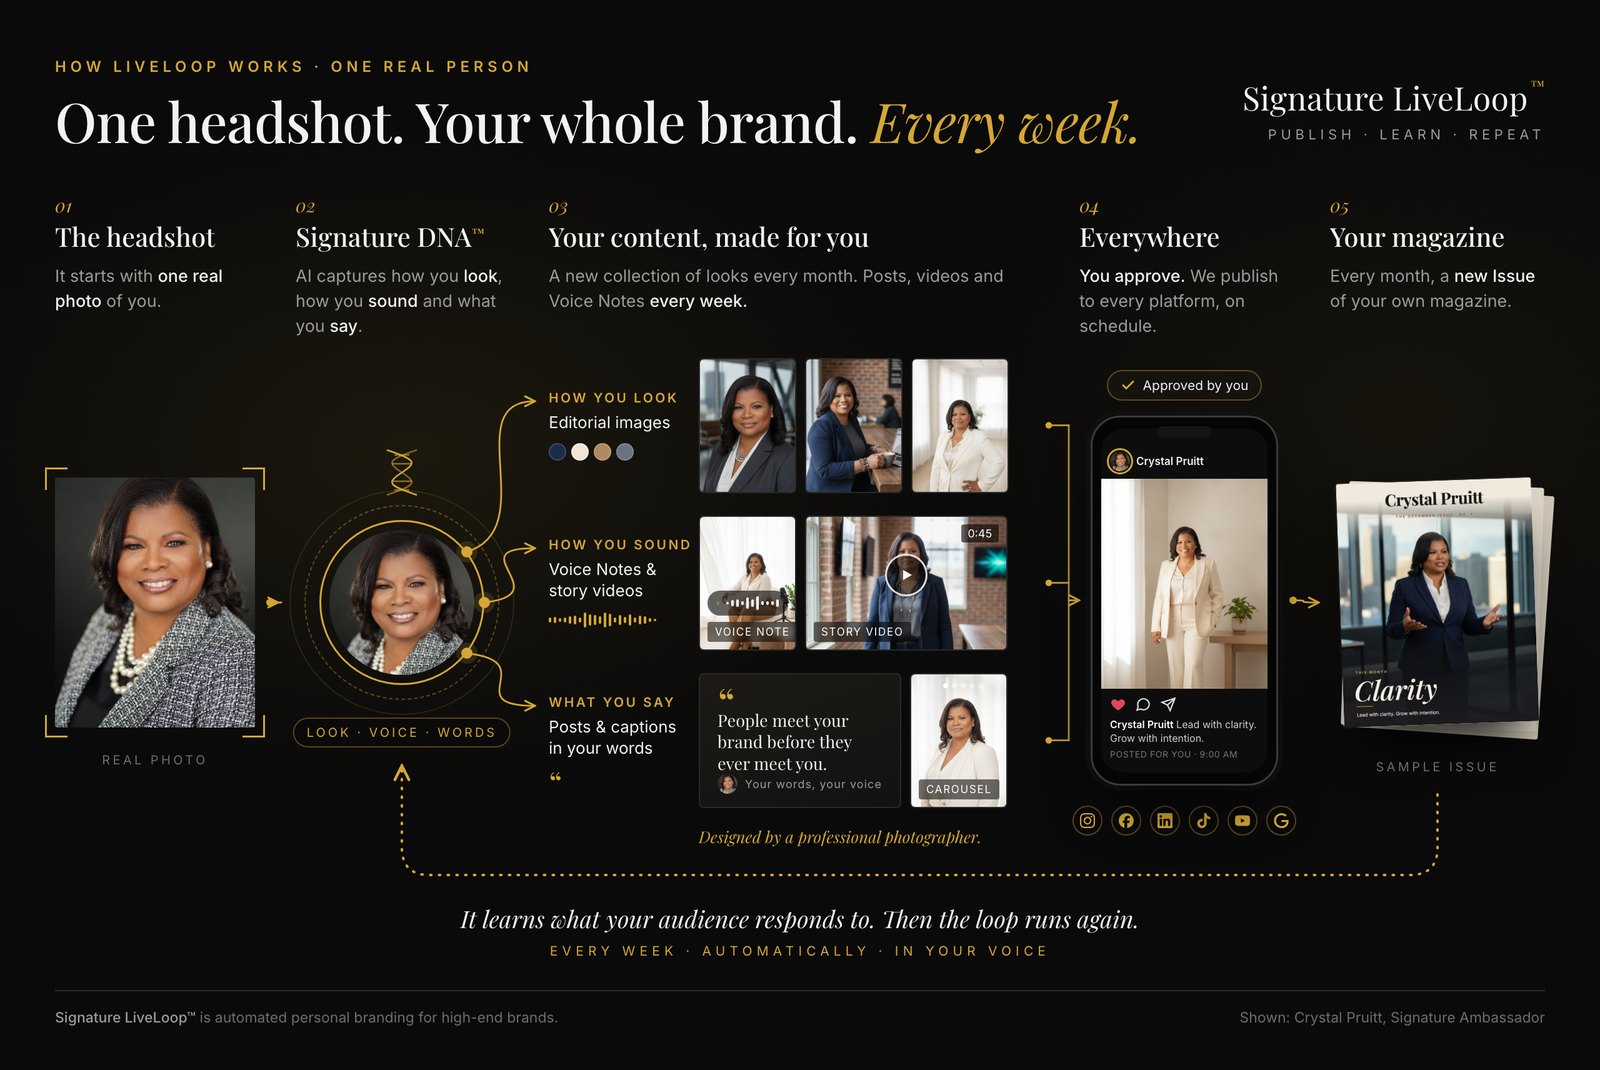 HOW LIVELOOP WORKS · ONE REAL PERSON
One headshot. Your whole brand. Every week.
Signature LiveLoop™
PUBLISH · LEARN · REPEAT
01
The headshot
It starts with one real
photo of you.
02
Signature DNA™
AI captures how you look,
how you sound and what
you say.
03
Your content, made for you
A new collection of looks every month. Posts, videos and
Voice Notes every week.
04
Everywhere
You approve. We publish
to every platform, on
schedule.
05
Your magazine
Every month, a new Issue
of your own magazine.
REAL PHOTO
LOOK · VOICE · WORDS
HOW YOU LOOK
Editorial images
HOW YOU SOUND
Voice Notes &
story videos
WHAT YOU SAY
Posts & captions
in your words
“
VOICE NOTE
0:45
STORY VIDEO
“
People meet your
brand before they
ever meet you.
Your words, your voice
CAROUSEL
Designed by a professional photographer.
Approved by you
Crystal Pruitt
Crystal Pruitt Lead with clarity.
Grow with intention.
POSTED FOR YOU · 9:00 AM
Crystal Pruitt
THIS MONTH
Clarity
Lead with clarity. Grow with intention.
SAMPLE ISSUE
It learns what your audience responds to. Then the loop runs again.
EVERY WEEK · AUTOMATICALLY · IN YOUR VOICE
Signature LiveLoop™ is automated personal branding for high-end brands.
Shown: Crystal Pruitt, Signature Ambassador